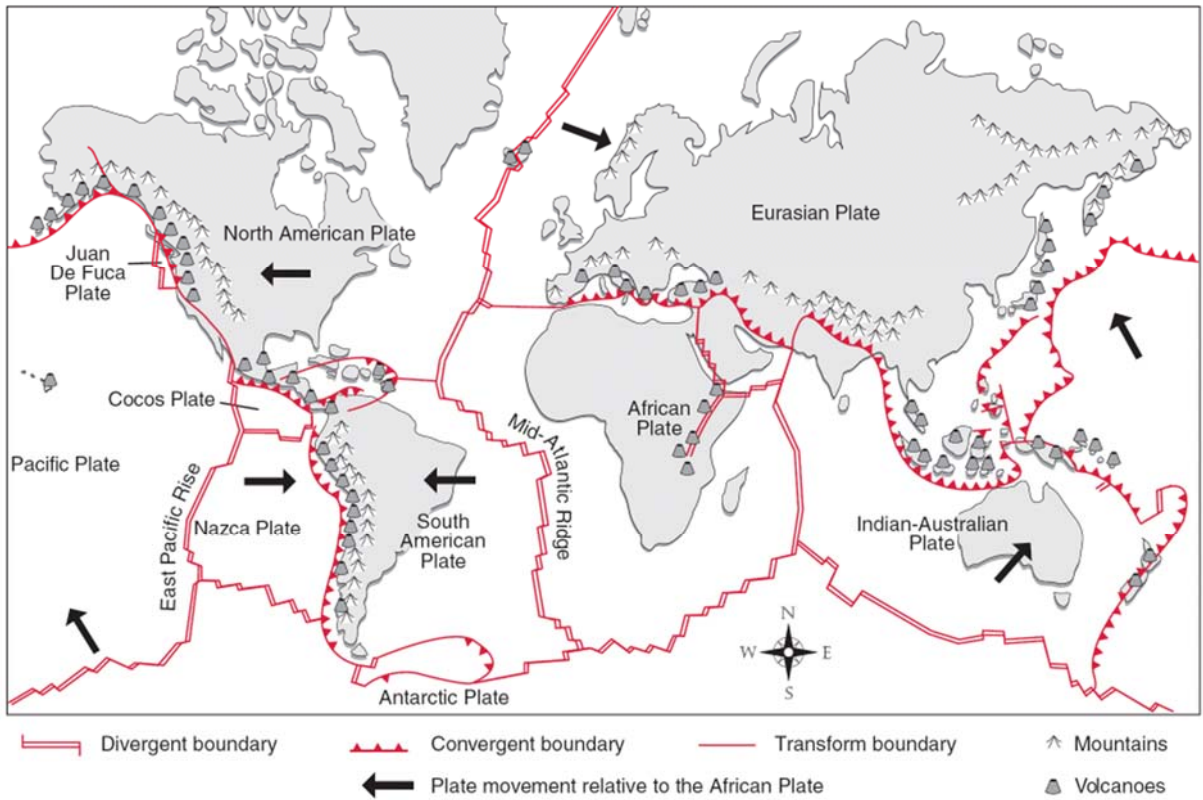 North American Plate
Eurasian Plate
Juan
De Fuca
Plate
Cocos Plate
African
Plate
Mid-Atlantic Ridge
Pacific Plate
East Pacific Rise
Nazca Plate
South
American
Plate
Indian-Australian
Plate
N
W E
S
Antarctic Plate
Divergent boundary
Convergent boundary
Transform boundary
Mountains
Plate movement relative to the African Plate
Volcanoes